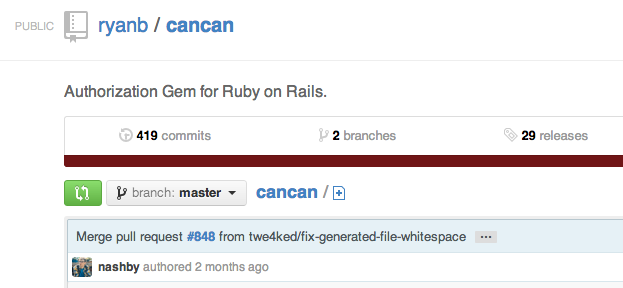 PUBLIC ryanb / cancan
Authorization Gem for Ruby on Rails.
419 commits 2 branches 29 releases
branch: master cancan /
Merge pull request #848 from twe4ked/fix-generated-file-whitespace ...
nashby authored 2 months ago